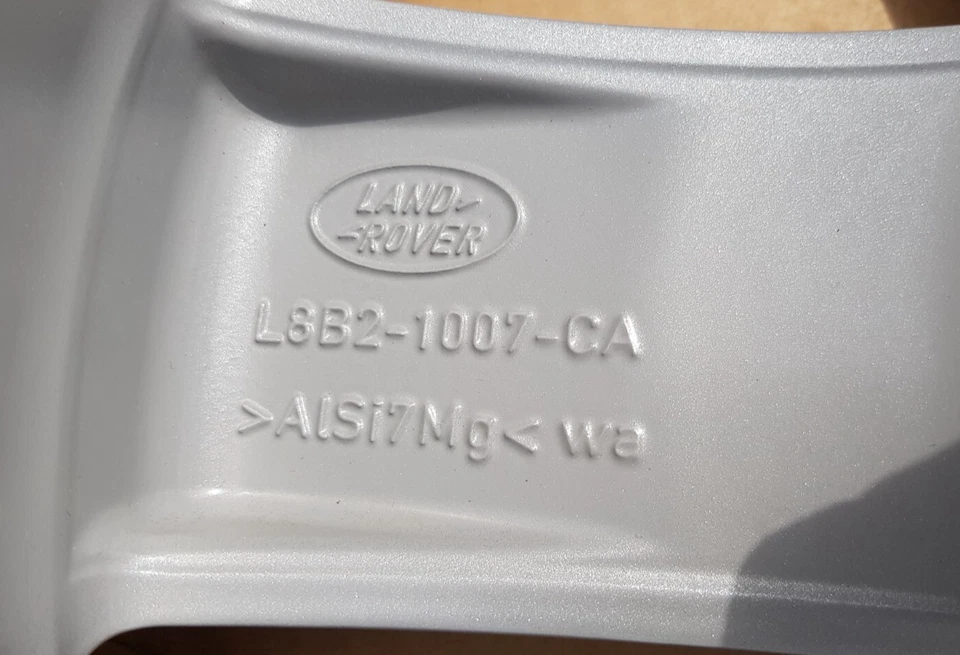 LAND
ROVER
L8B2-1007-CA
>AlSi7Mg< wa